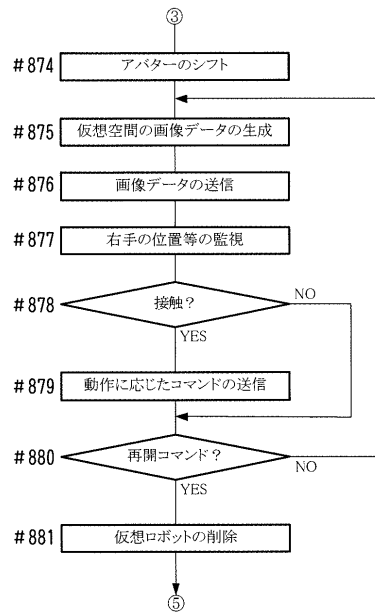 ③
#874 アバターのシフト
#875 仮想空間の画像データの生成
#876 画像データの送信
#877 右手の位置等の監視
#878 接触？
NO
YES
#879 動作に応じたコマンドの送信
#880 再開コマンド？
NO
YES
#881 仮想ロボットの削除
⑤